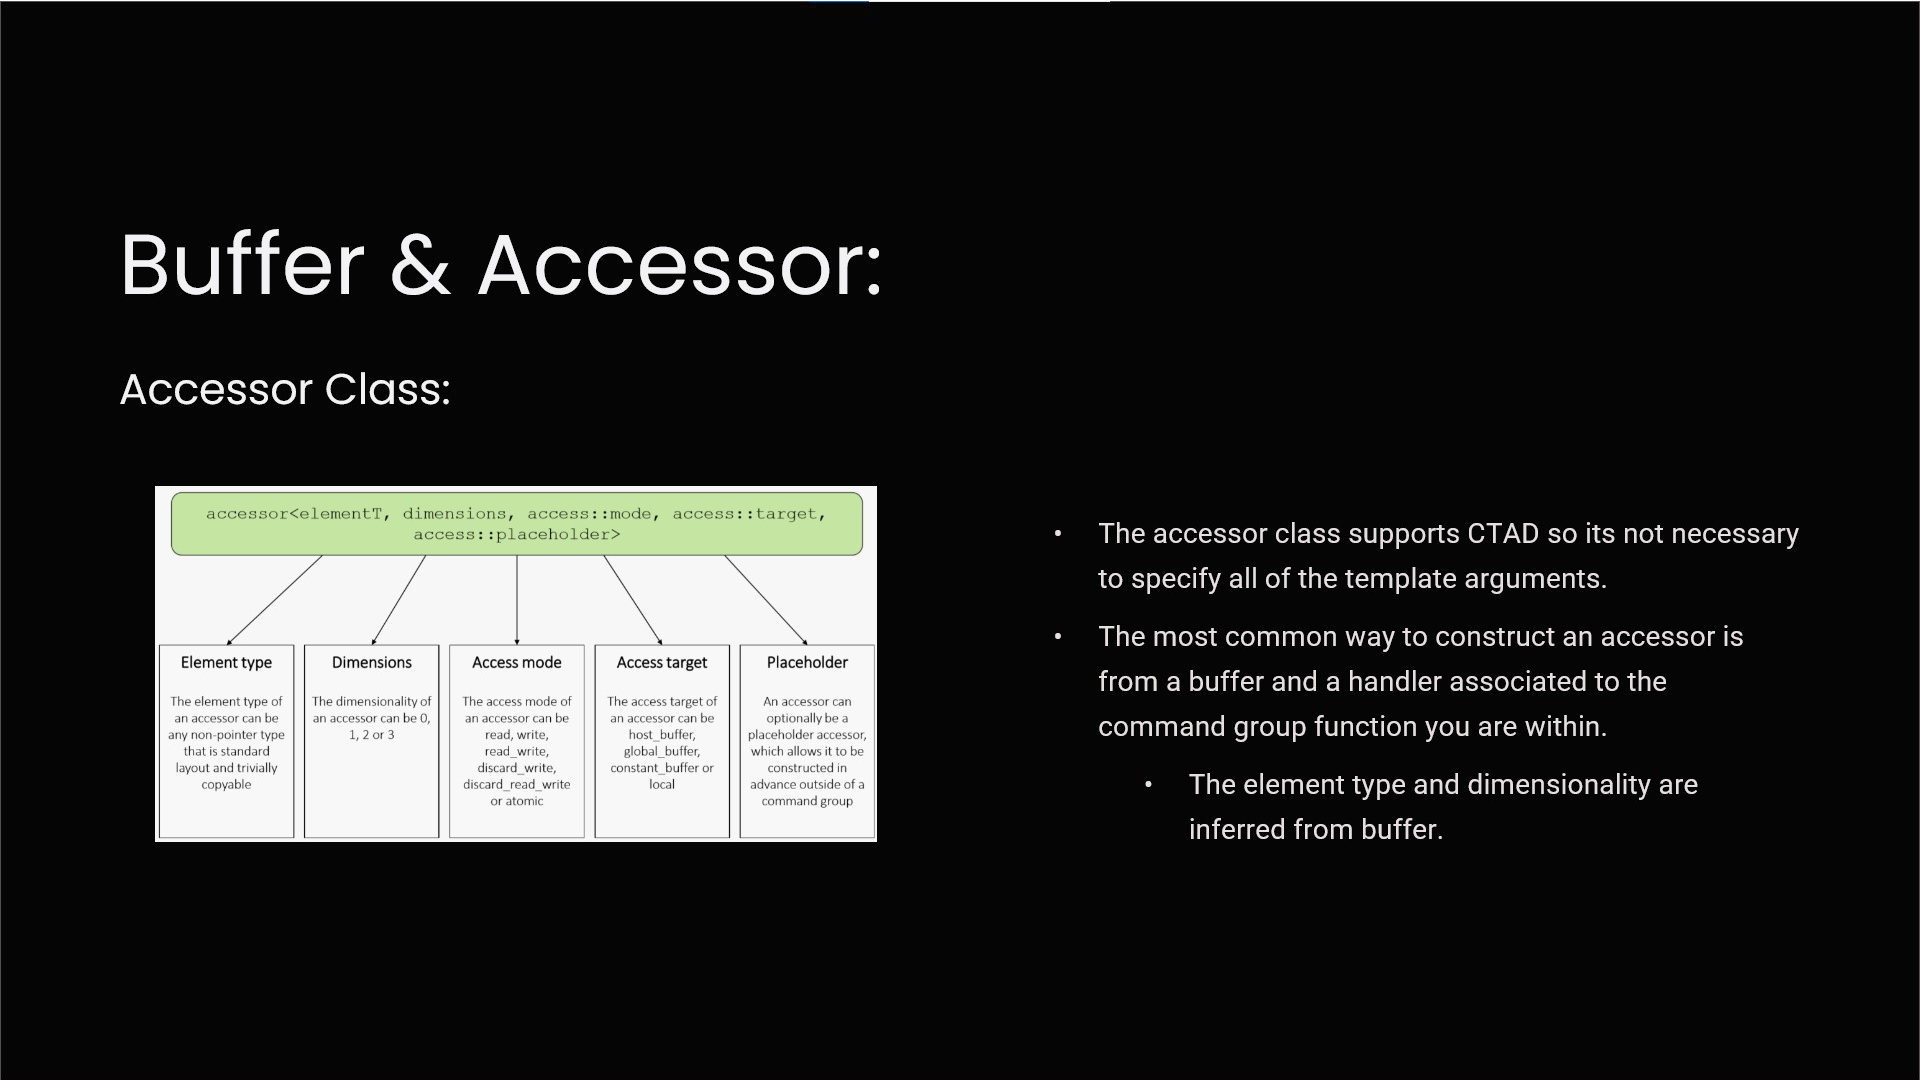 Buffer & Accessor:
Accessor Class:
accessor<elementT, dimensions, access::mode, access::target,
access::placeholder>
Element type
The element type of
an accessor can be
any non-pointer type
that is standard
layout and trivially
copyable
Dimensions
The dimensionality of
an accessor can be 0,
1, 2 or 3
Access mode
The access mode of
an accessor can be
read, write,
read_write,
discard_write,
discard_read_write
or atomic
Access target
The access target of
an accessor can be
host_buffer,
global_buffer,
constant_buffer or
local
Placeholder
An accessor can
optionally be a
placeholder accessor,
which allows it to be
constructed in
advance outside of a
command group
• The accessor class supports CTAD so its not necessary
to specify all of the template arguments.
• The most common way to construct an accessor is
from a buffer and a handler associated to the
command group function you are within.
• The element type and dimensionality are
inferred from buffer.